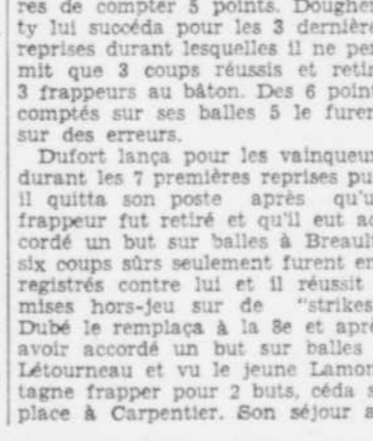 res de compter 5 points. Dougher
ty lui succéda pour les 3 dernière
reprises durant lesquelles il ne per
mit que 3 coups réussis et retir
3 frappeurs au bâton. Des 6 point
comptés sur ses balles 5 le furen
sur des erreurs.
Dufort lança pour les vainqueur
durant les 7 premières reprises pui
il quitta son poste après qu'u
frappeur fut retiré et qu'il eut ac
cordé un but sur balles à Breault
six coups sûrs seulement furent en
registrés contre lui et il réussit
mises hors-jeu sur de "strikes
Dubé le remplaça à la 8e et aprè
avoir accordé un but sur balles
Létourneau et vu le jeune Lamon
tagne frapper pour 2 buts, céda s
place à Carpentier. Son séjour a